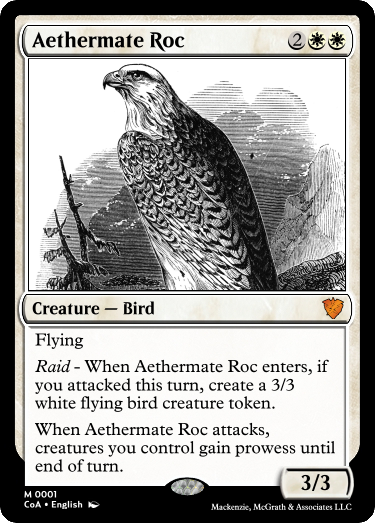 Aethermate Roc 2
Creature — Bird
Flying
Raid - When Aethermate Roc enters, if
you attacked this turn, create a 3/3
white flying bird creature token.
When Aethermate Roc attacks,
creatures you control gain prowess until
end of turn.
3/3
M 0001
CoA • English
Mackenzie, McGrath & Associates LLC